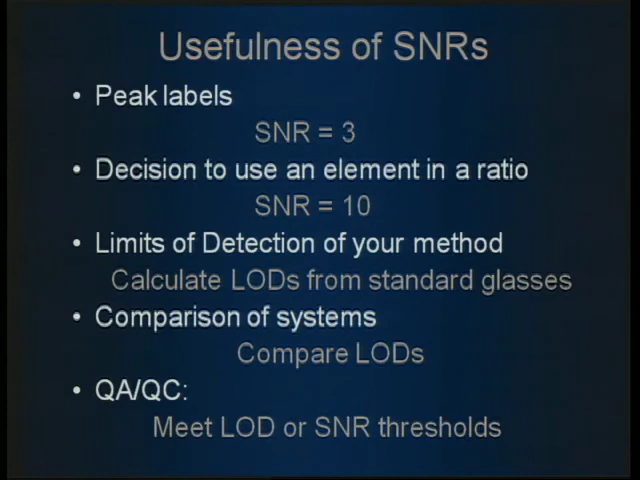 Usefulness of SNRs
• Peak labels
SNR = 3
• Decision to use an element in a ratio
SNR = 10
• Limits of Detection of your method
Calculate LODs from standard glasses
• Comparison of systems
Compare LODs
• QA/QC:
Meet LOD or SNR thresholds